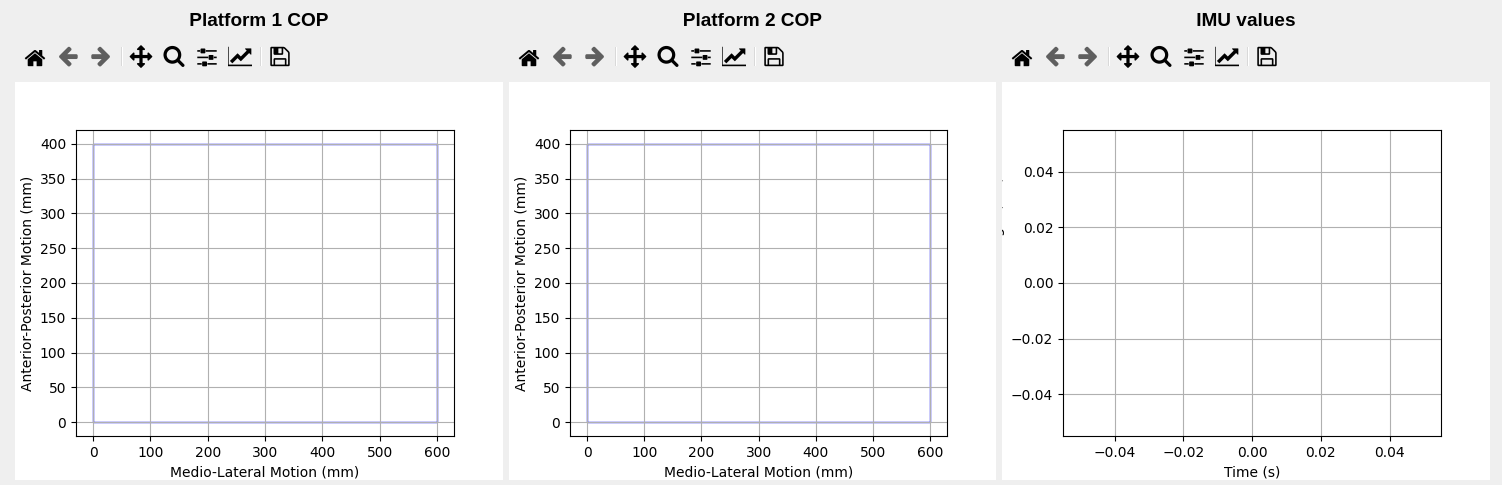 Platform 1 COP
400
350
300
250
200
150
100
50
0
Anterior-Posterior Motion (mm)
0 100 200 300 400 500 600
Medio-Lateral Motion (mm)
Platform 2 COP
400
350
300
250
200
150
100
50
0
Anterior-Posterior Motion (mm)
0 100 200 300 400 500 600
Medio-Lateral Motion (mm)
IMU values
0.04
0.02
0.00
−0.02
−0.04
−0.04 −0.02 0.00 0.02 0.04
Time (s)